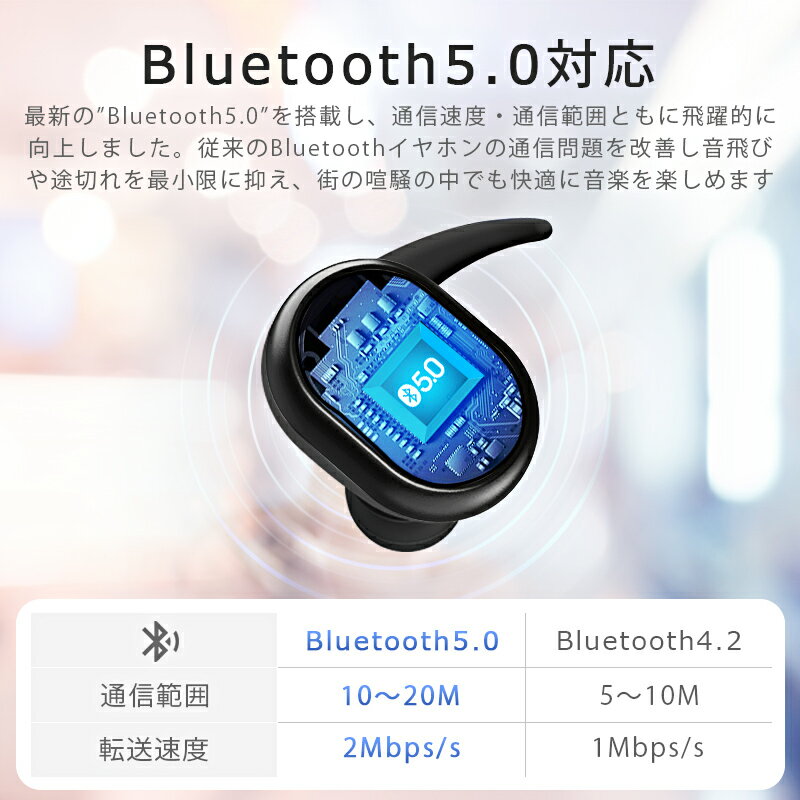 Bluetooth5.0対応
最新の”Bluetooth5.0”を搭載し、通信速度・通信範囲ともに飛躍的に
向上しました。従来のBluetoothイヤホンの通信問題を改善し音飛び
や途切れを最小限に抑え、街の喧騒の中でも快適に音楽を楽しめます
5.0
Bluetooth5.0 Bluetooth4.2
通信範囲 10〜20M 5〜10M
転送速度 2Mbps/s 1Mbps/s